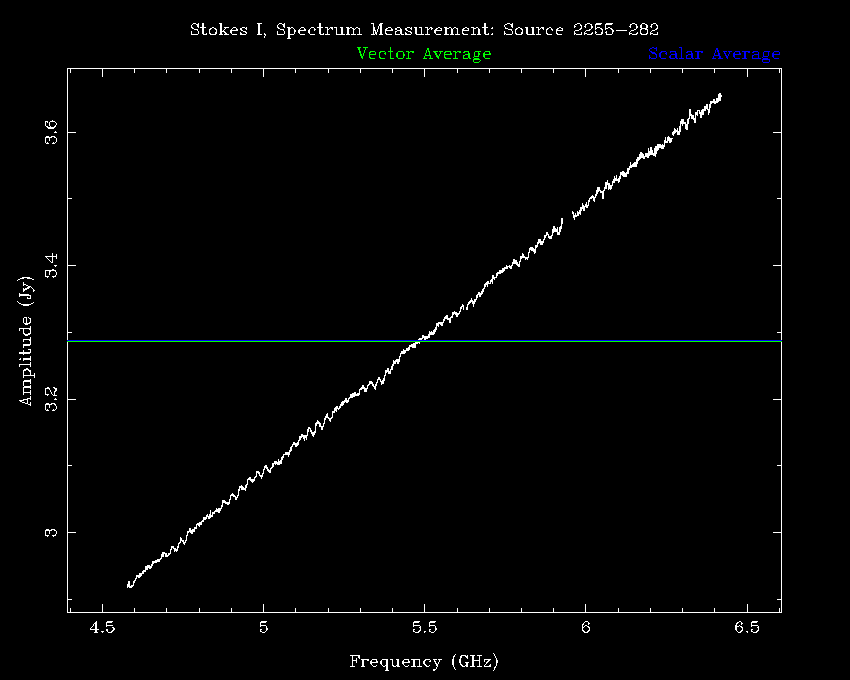 Stokes I, Spectrum Measurement: Source 2255−282
Vector Average Scalar Average
3.6
3.4
3.2
3
Amplitude (Jy)
4.5 5 5.5 6 6.5
Frequency (GHz)